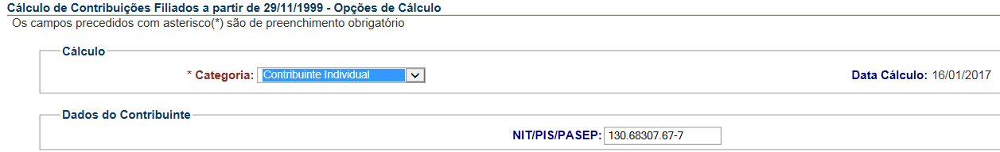 Cálculo de Contribuições Filiados a partir de 29/11/1999 - Opções de Cálculo
Os campos precedidos com asterisco(*) são de preenchimento obrigatório
Cálculo
* Categoria: Contribuinte Individual Data Cálculo: 16/01/2017
Dados do Contribuinte
NIT/PIS/PASEP: 130.68307.67-7